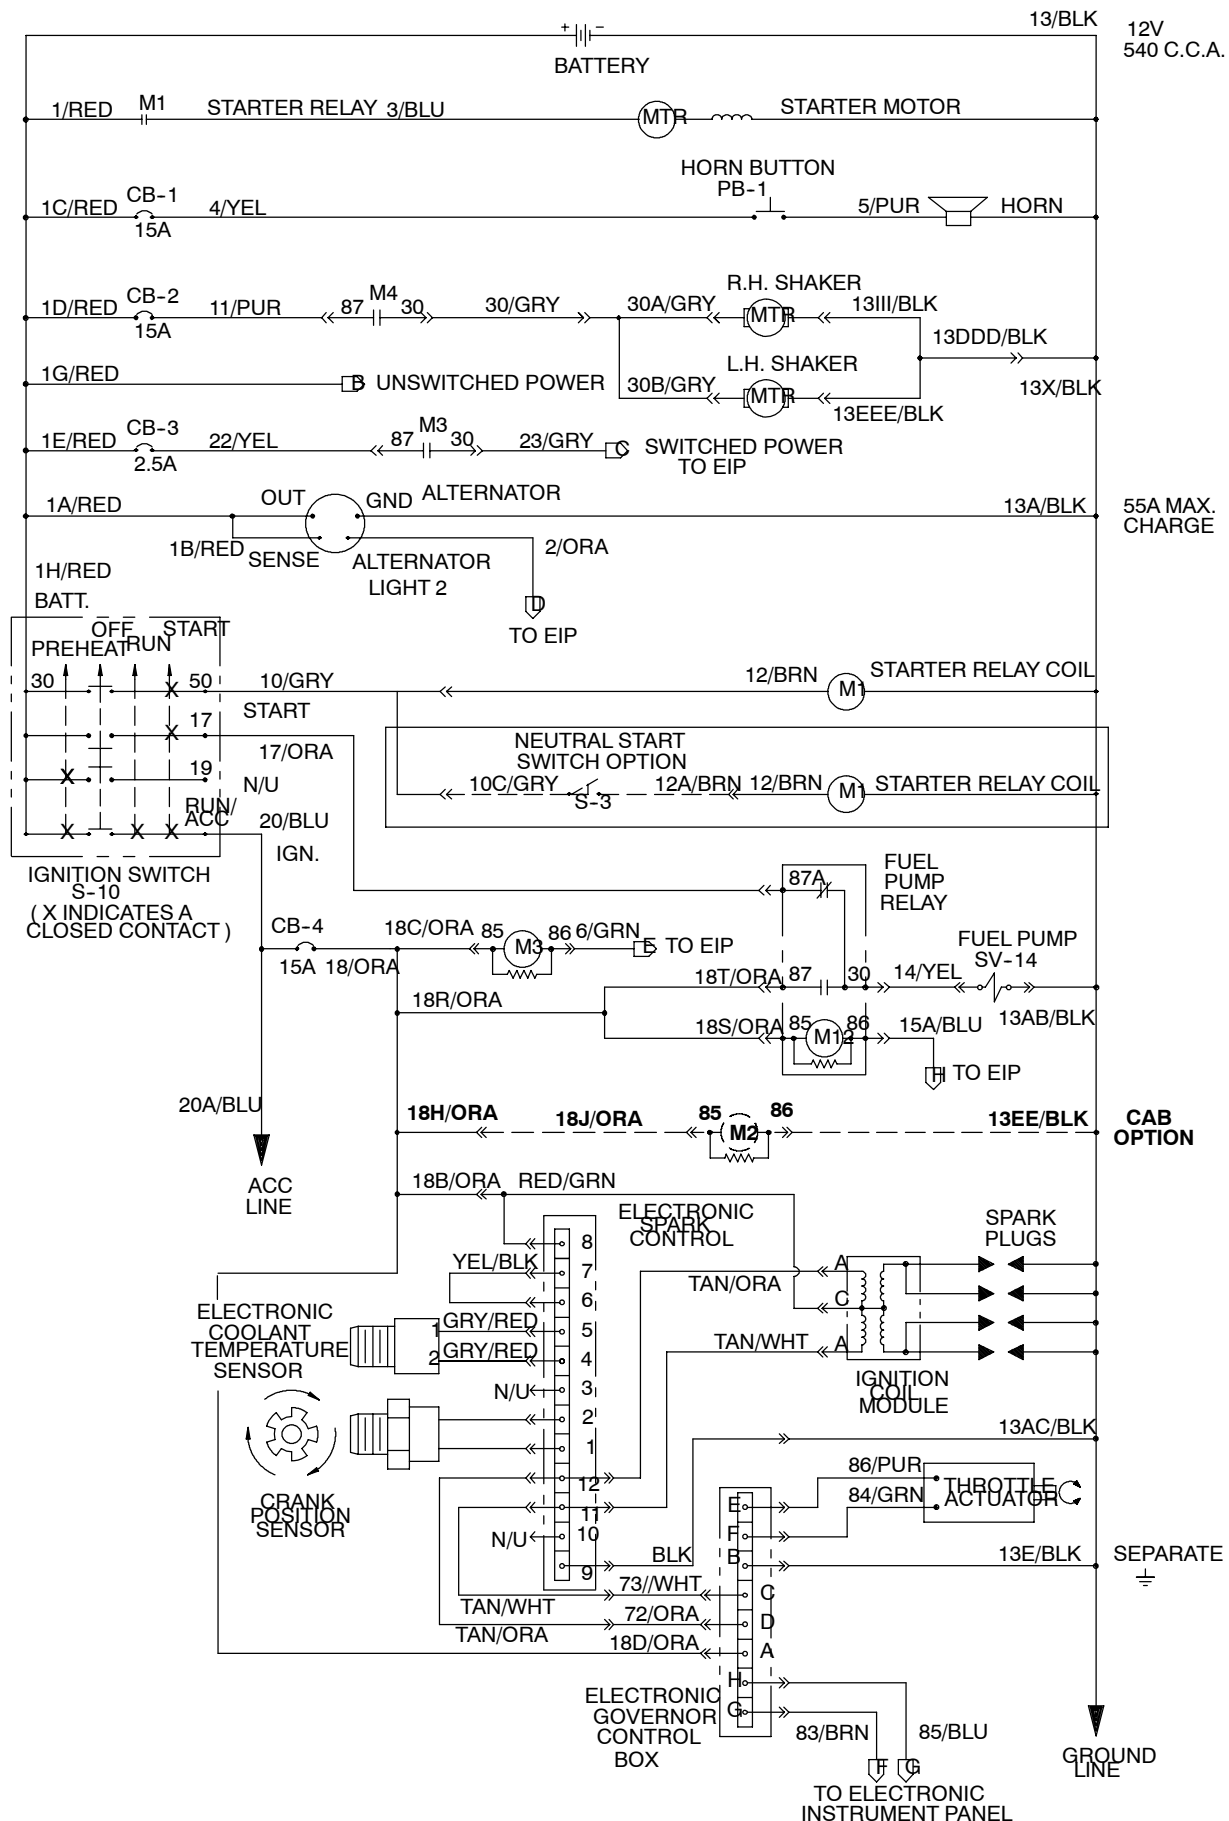 13/BLK
12V
540 C.C.A.
+ −
BATTERY
1/RED
M1
STARTER RELAY
3/BLU
MTR
STARTER MOTOR
HORN BUTTON
PB-1
1C/RED
CB-1
15A
4/YEL
5/PUR
HORN
R.H. SHAKER
1D/RED
CB-2
15A
11/PUR
87
M4
30
30/GRY
30A/GRY
MTR
13III/BLK
13DDD/BLK
1G/RED
B UNSWITCHED POWER
L.H. SHAKER
30B/GRY
MTR
13EEE/BLK
13X/BLK
1E/RED
CB-3
2.5A
22/YEL
87
M3
30
23/GRY
C
SWITCHED POWER
TO EIP
1A/RED
OUT
GND
ALTERNATOR
13A/BLK
55A MAX.
CHARGE
1B/RED
SENSE
ALTERNATOR
LIGHT 2
2/ORA
D
TO EIP
1H/RED
BATT.
OFF
START
PREHEAT
RUN
30
X
50
10/GRY
START
12/BRN
M1
STARTER RELAY COIL
X
17
17/ORA
NEUTRAL START
SWITCH OPTION
X
19
N/U
10C/GRY
S-3
12A/BRN
12/BRN
M1
STARTER RELAY COIL
RUN/
ACC
X
X
X
20/BLU
IGN.
IGNITION SWITCH
S-10
( X INDICATES A
CLOSED CONTACT )
87A
FUEL
PUMP
RELAY
CB-4
15A
18/ORA
18C/ORA
85
M3
86
6/GRN
E TO EIP
FUEL PUMP
SV-14
18T/ORA
87
30
14/YEL
18R/ORA
13AB/BLK
18S/ORA
85
M12
86
15A/BLU
H TO EIP
20A/BLU
18H/ORA
18J/ORA
85
M2
86
13EE/BLK
CAB
OPTION
ACC
LINE
18B/ORA
RED/GRN
ELECTRONIC
SPARK
CONTROL
SPARK
PLUGS
8
YEL/BLK
7
6
TAN/ORA
A
C
ELECTRONIC
COOLANT
TEMPERATURE
SENSOR
1
GRY/RED
5
2
GRY/RED
4
TAN/WHT
A
IGNITION
COIL
MODULE
N/U
3
2
1
13AC/BLK
CRANK
POSITION
SENSOR
12
11
N/U
10
9
BLK
86/PUR
84/GRN
THROTTLE
ACTUATOR
E
F
B
13E/BLK
SEPARATE
73//WHT
C
TAN/WHT
72/ORA
D
TAN/ORA
18D/ORA
A
H
G
ELECTRONIC
GOVERNOR
CONTROL
BOX
83/BRN
85/BLU
F
G
GROUND
LINE
TO ELECTRONIC
INSTRUMENT PANEL